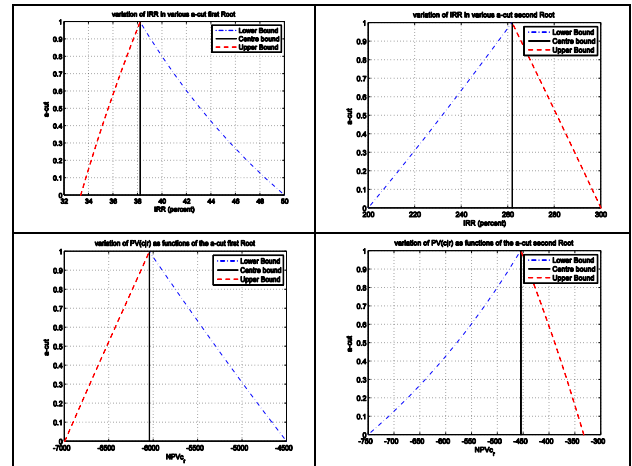 variation of IRR in various a-cut first Root
Lower Bound
Centre bound
Upper Bound
a-cut
1
0.9
0.8
0.7
0.6
0.5
0.4
0.3
0.2
0.1
0
32 34 36 38 40 42 44 46 48 50
IRR (percent)
variation of IRR in various a-cut second Root
Lower Bound
Centre bound
Upper Bound
a-cut
1
0.9
0.8
0.7
0.6
0.5
0.4
0.3
0.2
0.1
0
200 220 240 260 280 300
IRR (percent)
variation of PV(c|r) as functions of the a-cut first Root
Lower Bound
Centre bound
Upper Bound
a-cut
1
0.9
0.8
0.7
0.6
0.5
0.4
0.3
0.2
0.1
0
-7000 -6500 -6000 -5500 -5000 -4500
NPVcr
variation of PV(c|r) as functions of the a-cut second Root
Lower Bound
Centre bound
Upper Bound
a-cut
1
0.9
0.8
0.7
0.6
0.5
0.4
0.3
0.2
0.1
0
-750 -700 -650 -600 -550 -500 -450 -400 -350 -300
NPVcr